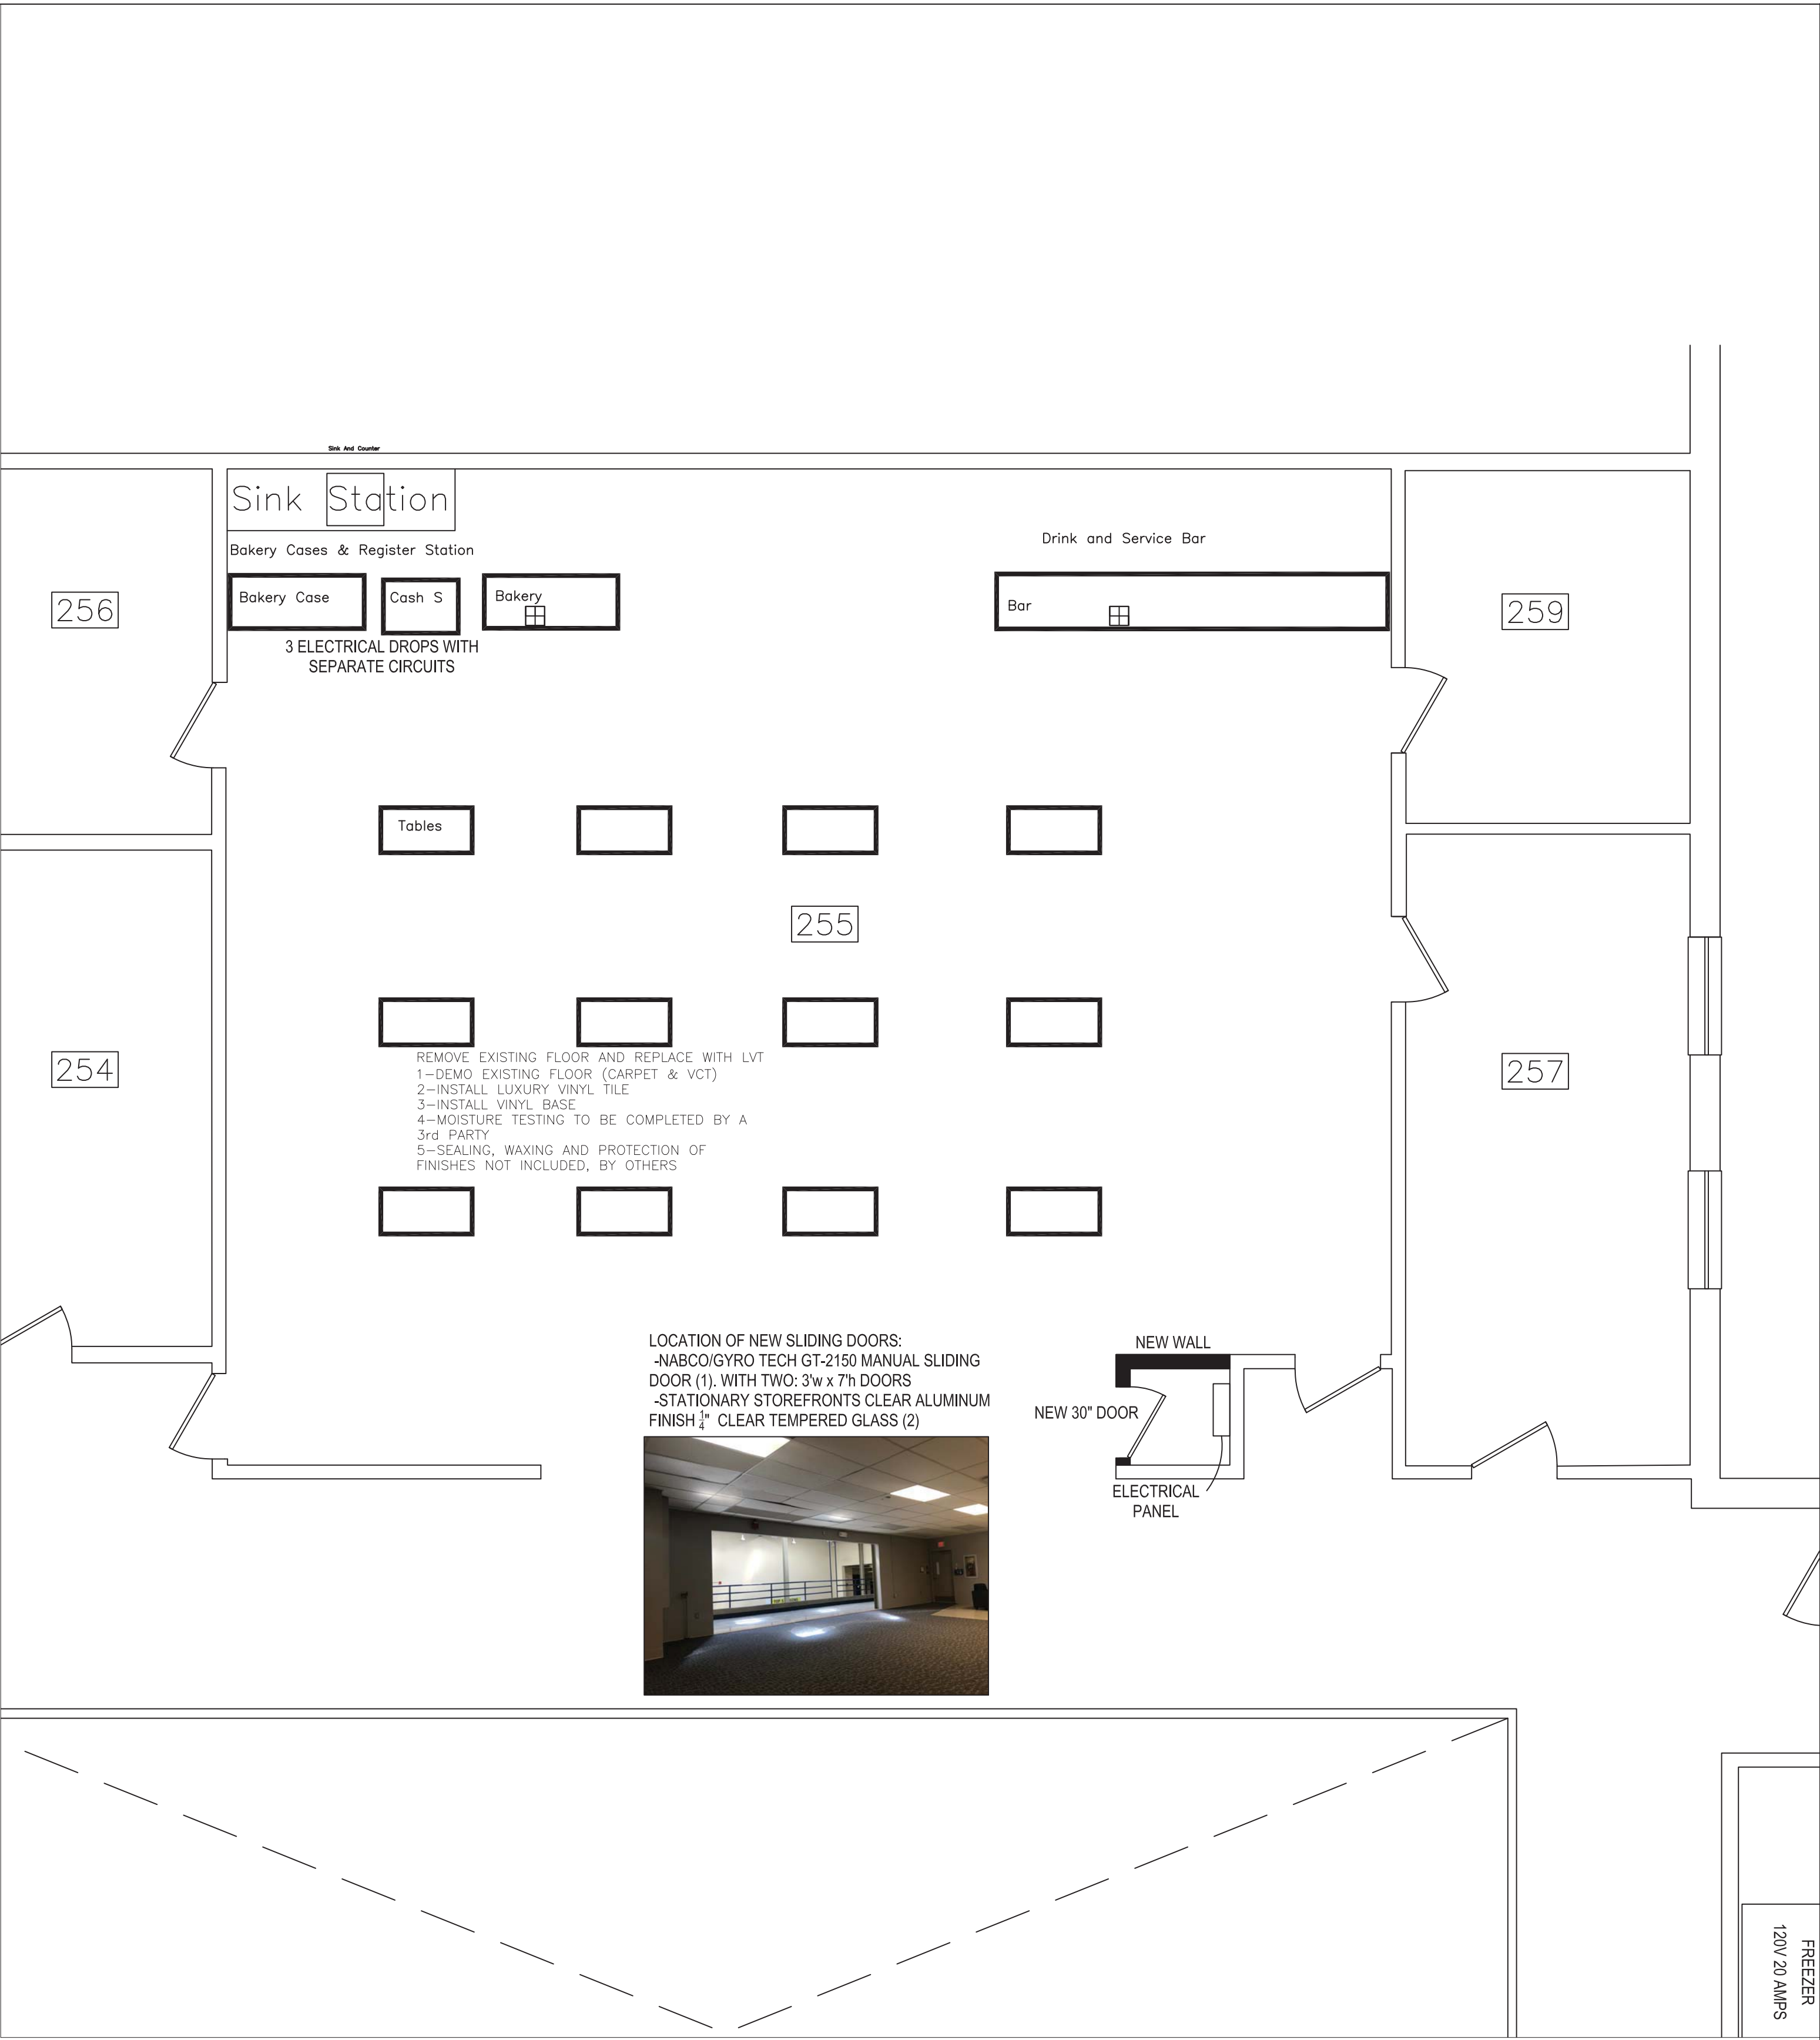 Sink And Counter
Sink Station
Bakery Cases & Register Station
Drink and Service Bar
Bakery Case
Cash S
Bakery
Bar
256
259
3 ELECTRICAL DROPS WITH
SEPARATE CIRCUITS
Tables
255
254
257
REMOVE EXISTING FLOOR AND REPLACE WITH LVT
1-DEMO EXISTING FLOOR (CARPET & VCT)
2-INSTALL LUXURY VINYL TILE
3-INSTALL VINYL BASE
4-MOISTURE TESTING TO BE COMPLETED BY A
3rd PARTY
5-SEALING, WAXING AND PROTECTION OF
FINISHES NOT INCLUDED, BY OTHERS
LOCATION OF NEW SLIDING DOORS:
-NABCO/GYRO TECH GT-2150 MANUAL SLIDING
DOOR (1). WITH TWO: 3'w x 7'h DOORS
-STATIONARY STOREFRONTS CLEAR ALUMINUM
FINISH 1/4" CLEAR TEMPERED GLASS (2)
NEW WALL
NEW 30" DOOR
ELECTRICAL
PANEL
FREEZER
120V 20 AMPS